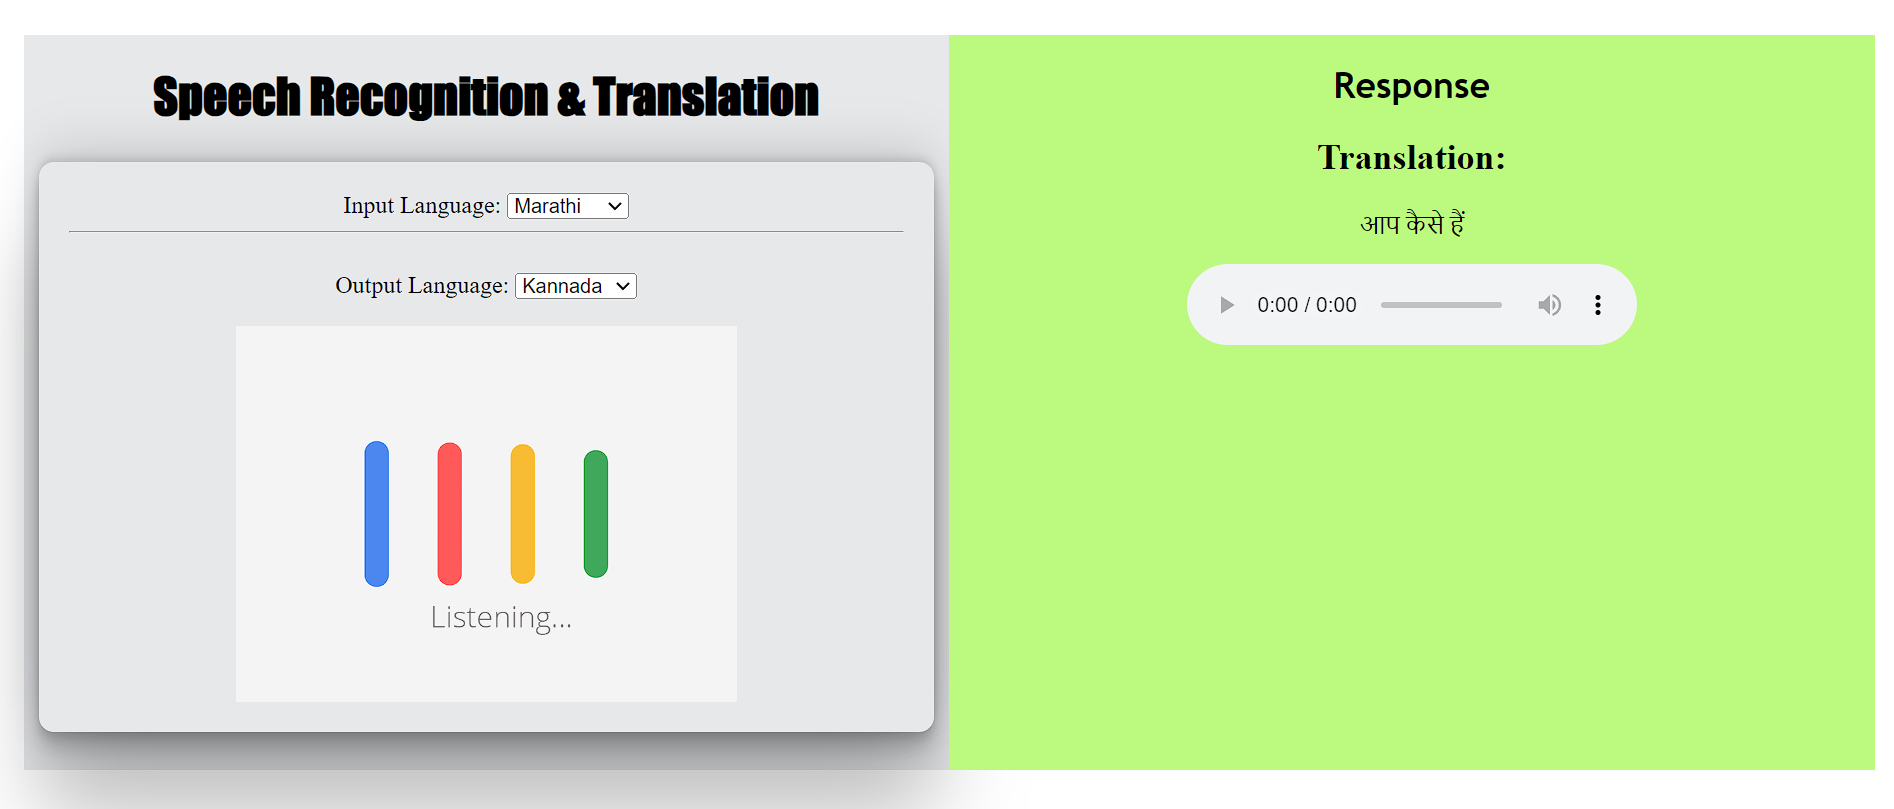 Speech Recognition & Translation
Input Language: Marathi
Output Language: Kannada
Listening...
Response
Translation:
आप कैसे हैं
0:00 / 0:00